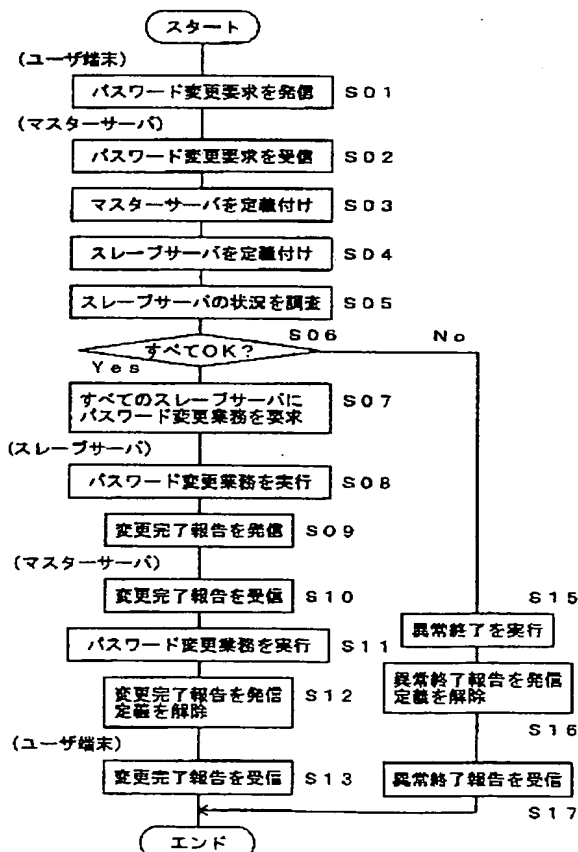 スタート
(ユーザ端末)
パスワード変更要求を発信 S01
(マスターサーバ)
パスワード変更要求を受信 S02
マスターサーバを定義付け S03
スレーブサーバを定義付け S04
スレーブサーバの状況を調査 S05
S06
すべてOK?
No
Yes
すべてのスレーブサーバに
パスワード変更業務を要求
S07
(スレーブサーバ)
パスワード変更業務を実行 S08
変更完了報告を発信 S09
(マスターサーバ)
変更完了報告を受信 S10
パスワード変更業務を実行 S11
変更完了報告を発信
定義を解除
S12
(ユーザ端末)
変更完了報告を受信 S13
S15
異常終了を実行
異常終了報告を発信
定義を解除
S16
異常終了報告を受信
S17
エンド